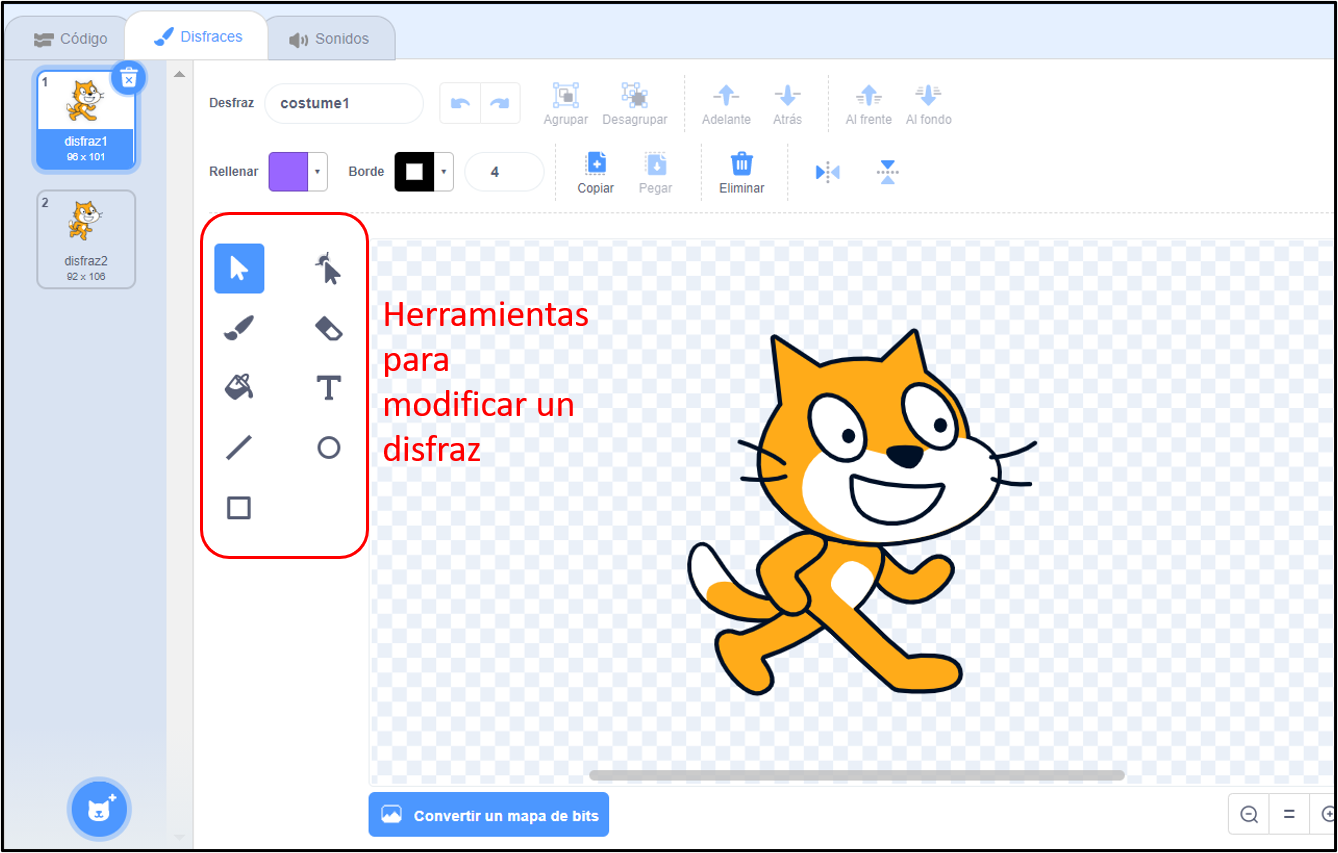 Código
Disfraces
Sonidos
1
disfraz1
96 x 101
2
disfraz2
92 x 106
Desfraz
costume1
Agrupar
Desagrupar
Adelante
Atrás
Al frente
Al fondo
Rellenar
Borde
4
Copiar
Pegar
Eliminar
T
Herramientas
para
modificar un
disfraz
Convertir un mapa de bits